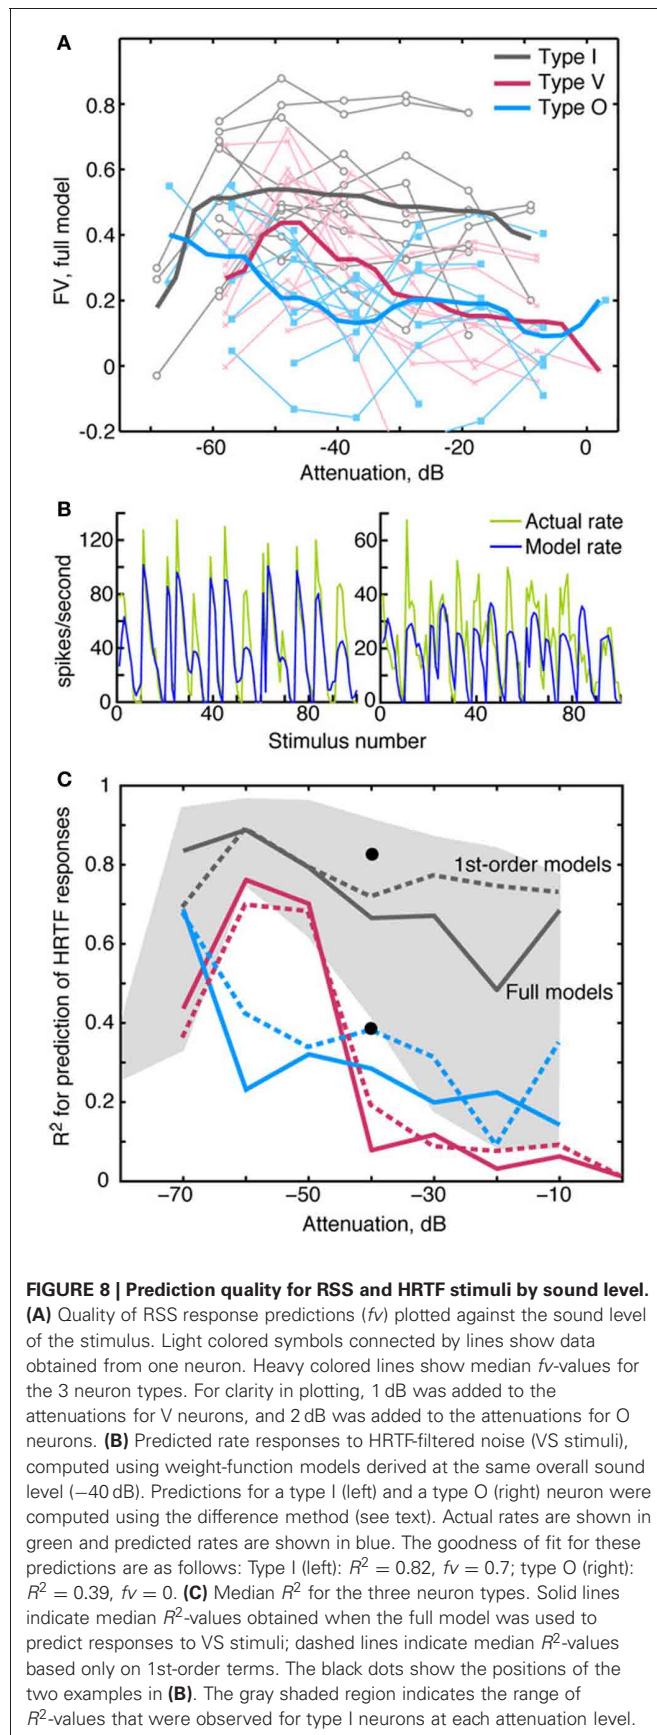 A
Type I
Type V
Type O
0.8
0.6
0.4
0.2
0
-0.2
FV, full model
-60
-40
-20
0
Attenuation, dB
B
Actual rate
Model rate
120
80
40
0
60
40
20
0
spikes/second
0
40
80
0
40
80
Stimulus number
C
1
0.8
0.6
0.4
0.2
0
R² for prediction of HRTF responses
1st-order models
Full models
−70
−50
−30
−10
Attenuation, dB
FIGURE 8 | Prediction quality for RSS and HRTF stimuli by sound level.
(A) Quality of RSS response predictions (fv) plotted against the sound level
of the stimulus. Light colored symbols connected by lines show data
obtained from one neuron. Heavy colored lines show median fv-values for
the 3 neuron types. For clarity in plotting, 1 dB was added to the
attenuations for V neurons, and 2 dB was added to the attenuations for O
neurons. (B) Predicted rate responses to HRTF-filtered noise (VS stimuli),
computed using weight-function models derived at the same overall sound
level (−40 dB). Predictions for a type I (left) and a type O (right) neuron were
computed using the difference method (see text). Actual rates are shown in
green and predicted rates are shown in blue. The goodness of fit for these
predictions are as follows: Type I (left): R² = 0.82, fv = 0.7; type O (right):
R² = 0.39, fv = 0. (C) Median R² for the three neuron types. Solid lines
indicate median R²-values obtained when the full model was used to
predict responses to VS stimuli; dashed lines indicate median R²-values
based only on 1st-order terms. The black dots show the positions of the
two examples in (B). The gray shaded region indicates the range of
R²-values that were observed for type I neurons at each attenuation level.